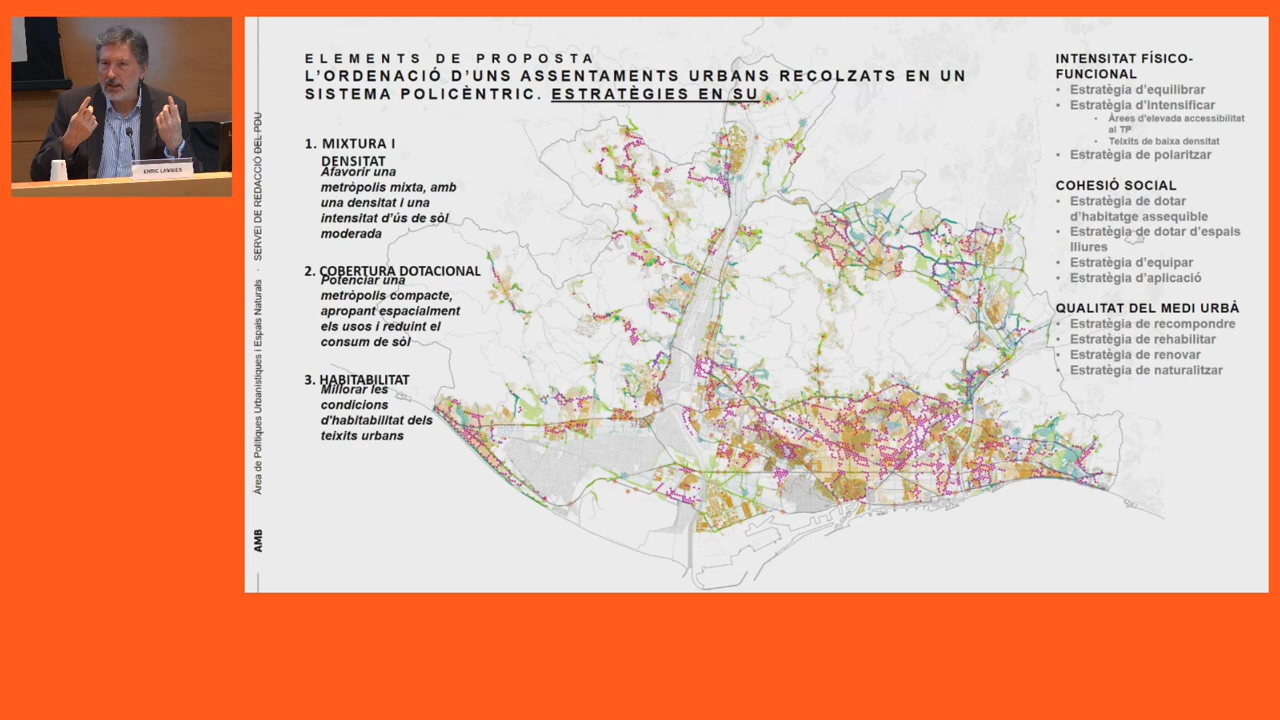 ENRIC LAMBIES
Àrea de Polítiques Urbanístiques i Espais Naturals · SERVEI DE REDACCIÓ DEL PDU
AMB
ELEMENTS DE PROPOSTA
L'ORDENACIÓ D'UNS ASSENTAMENTS URBANS RECOLZATS EN UN
SISTEMA POLICÈNTRIC. ESTRATÈGIES EN SU
1. MIXTURA I
DENSITAT
Afavorir una
metròpolis mixta, amb
una densitat i una
intensitat d'ús de sòl
moderada
2. COBERTURA DOTACIONAL
Potenciar una
metròpolis compacte,
apropant espacialment
els usos i reduint el
consum de sòl
3. HABITABILITAT
Millorar les
condicions
d'habitabilitat dels
teixits urbans
INTENSITAT FÍSICO-
FUNCIONAL
• Estratègia d'equilibrar
• Estratègia d'intensificar
• Àrees d'elevada accessibilitat
al TP
• Teixits de baixa densitat
• Estratègia de polaritzar
COHESIÓ SOCIAL
• Estratègia de dotar
d'habitatge assequible
• Estratègia de dotar d'espais
lliures
• Estratègia d'equipar
• Estratègia d'aplicació
QUALITAT DEL MEDI URBÀ
• Estratègia de recompondre
• Estratègia de rehabilitar
• Estratègia de renovar
• Estratègia de naturalitzar